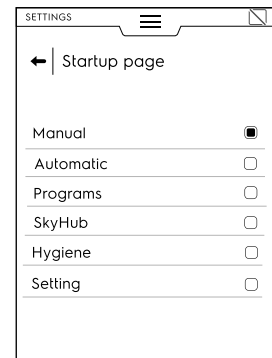 SETTINGS
Startup page
Manual
Automatic
Programs
SkyHub
Hygiene
Setting